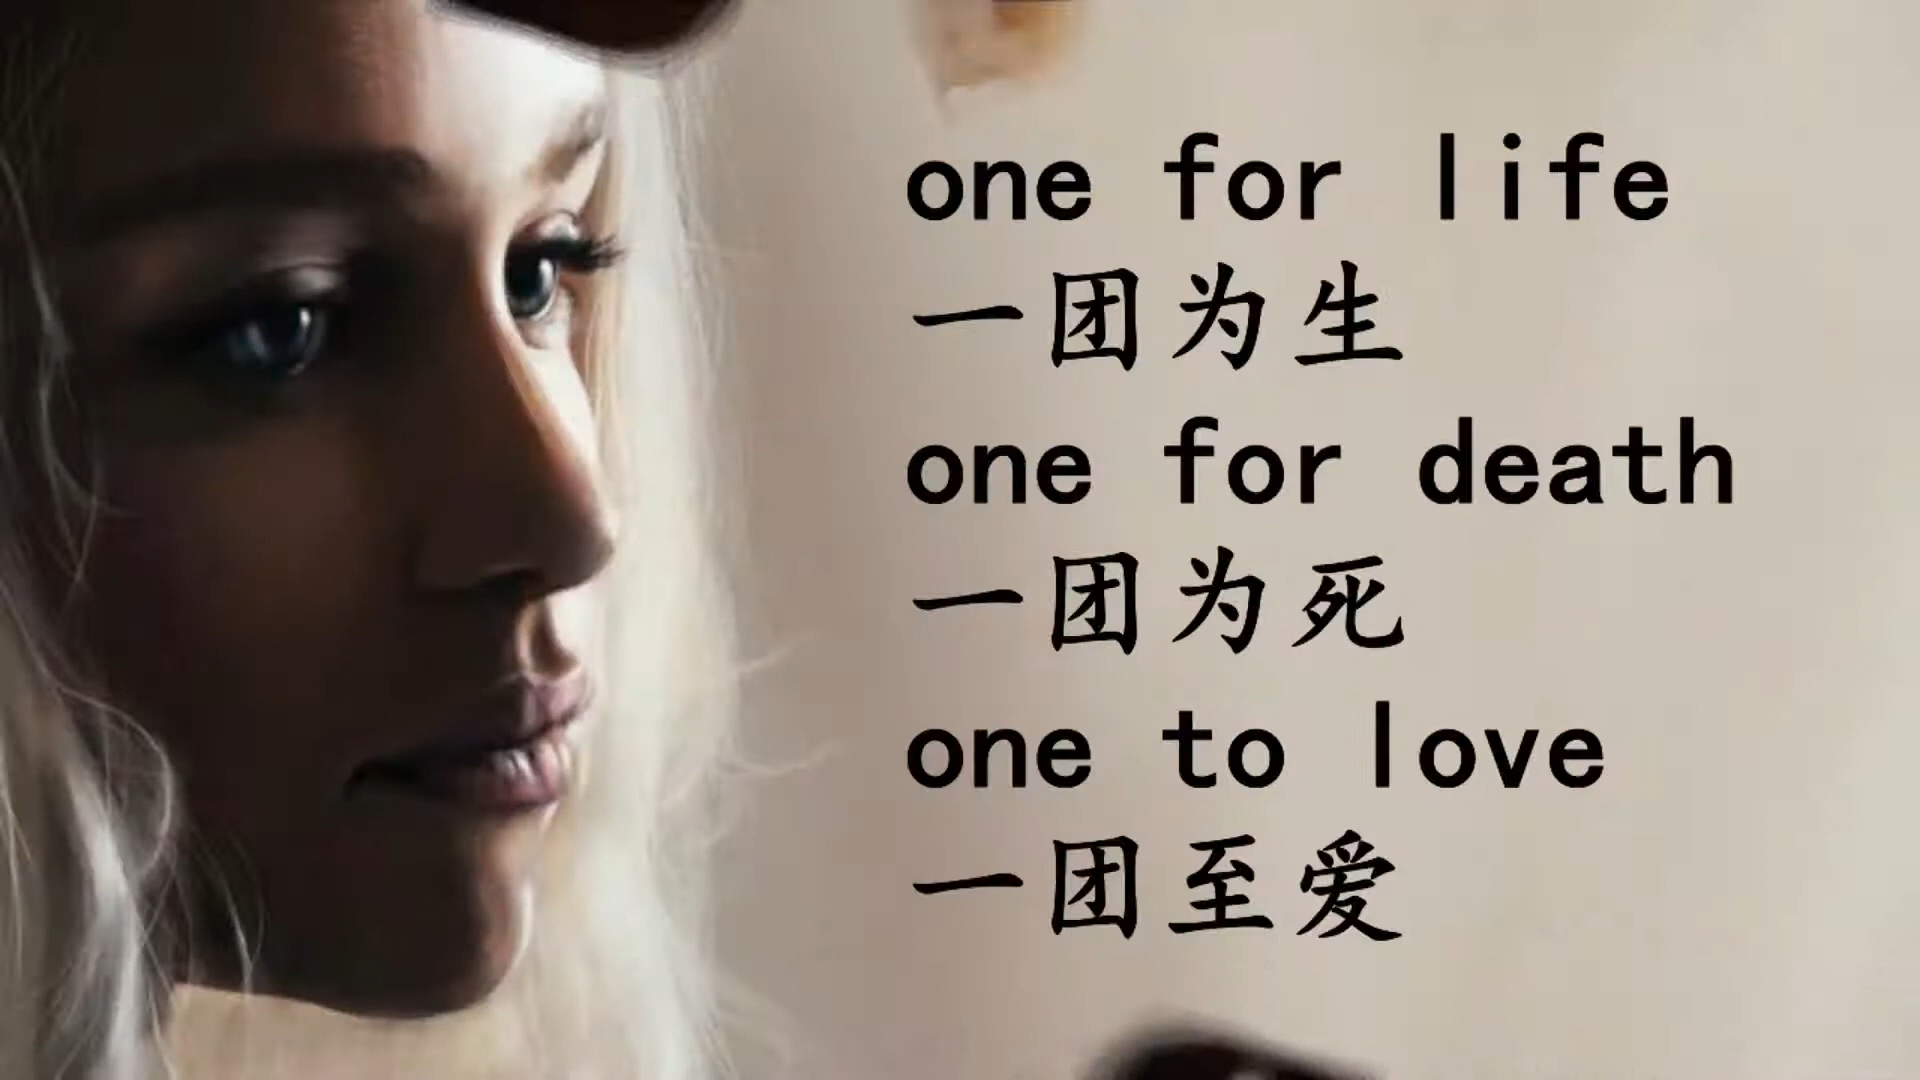 one for life
一团为生
one for death
一团为死
one to love
一团至爱